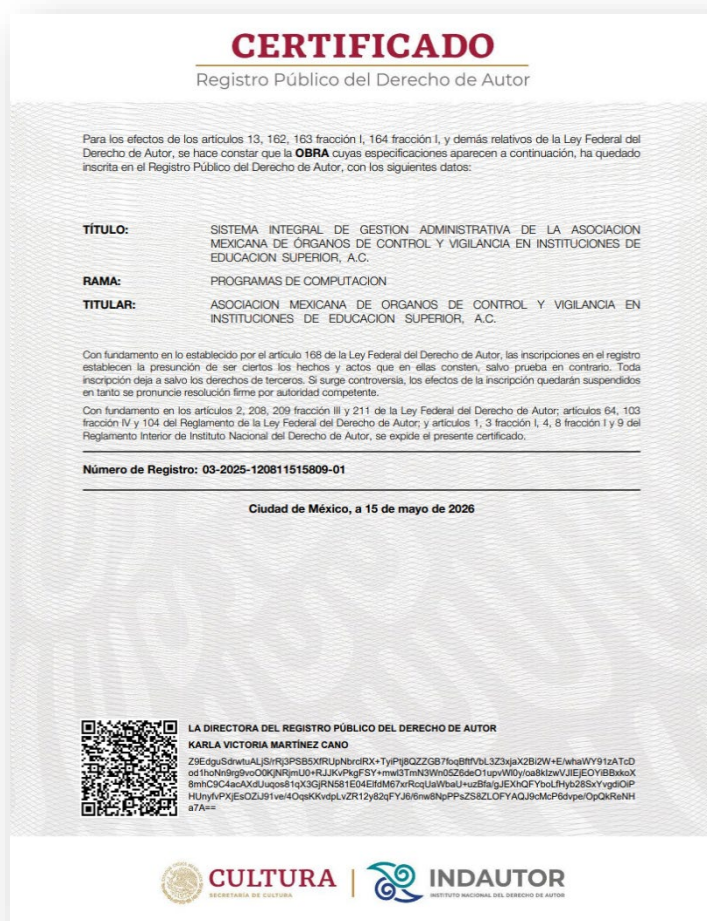 CERTIFICADO
Registro Público del Derecho de Autor
Para los efectos de los artículos 13, 162, 163 fracción I, 164 fracción I, y demás relativos de la Ley Federal del
Derecho de Autor, se hace constar que la OBRA cuyas especificaciones aparecen a continuación, ha quedado
inscrita en el Registro Público del Derecho de Autor, con los siguientes datos:
TÍTULO: SISTEMA INTEGRAL DE GESTION ADMINISTRATIVA DE LA ASOCIACION
MEXICANA DE ÓRGANOS DE CONTROL Y VIGILANCIA EN INSTITUCIONES DE
EDUCACION SUPERIOR, A.C.
RAMA: PROGRAMAS DE COMPUTACION
TITULAR: ASOCIACION MEXICANA DE ORGANOS DE CONTROL Y VIGILANCIA EN
INSTITUCIONES DE EDUCACION SUPERIOR, A.C.
Con fundamento en lo establecido por el artículo 168 de la Ley Federal del Derecho de Autor, las inscripciones en el registro
establecen la presunción de ser ciertos los hechos y actos que en ellas consten, salvo prueba en contrario. Toda
inscripción deja a salvo los derechos de terceros. Si surge controversia, los efectos de la inscripción quedarán suspendidos
en tanto se pronuncie resolución firme por autoridad competente.
Con fundamento en los artículos 2, 208, 209 fracción III y 211 de la Ley Federal del Derecho de Autor; artículos 64, 103
fracción IV y 104 del Reglamento de la Ley Federal del Derecho de Autor; y artículos 1, 3 fracción I, 4, 8 fracción I y 9 del
Reglamento Interior de Instituto Nacional del Derecho de Autor, se expide el presente certificado.
Número de Registro: 03-2025-120811515809-01
Ciudad de México, a 15 de mayo de 2026
LA DIRECTORA DEL REGISTRO PÚBLICO DEL DERECHO DE AUTOR
KARLA VICTORIA MARTÍNEZ CANO
a7A==
CULTURA
SECRETARÍA DE CULTURA
INDAUTOR
INSTITUTO NACIONAL DEL DERECHO DE AUTOR